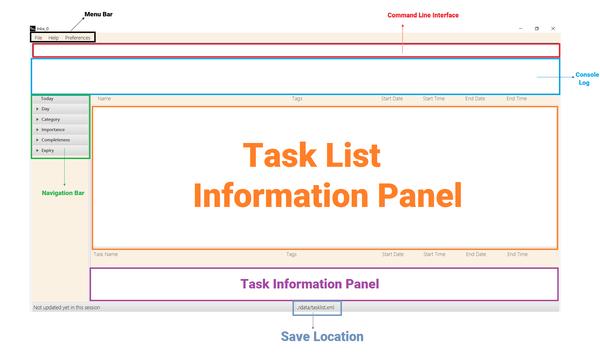 Menu Bar
Command Line Interface
File Help Preferences
Console
Log
Today
Name Tags Start Date Start Time End Date End Time
Day
Category
Importance
Completeness
Expiry
Task List
Information Panel
Navigation Bar
Task Name Tags Start Date Start Time End Date End Time
Task Information Panel
Not updated yet in this session
./data/tasklist.xml
Save Location